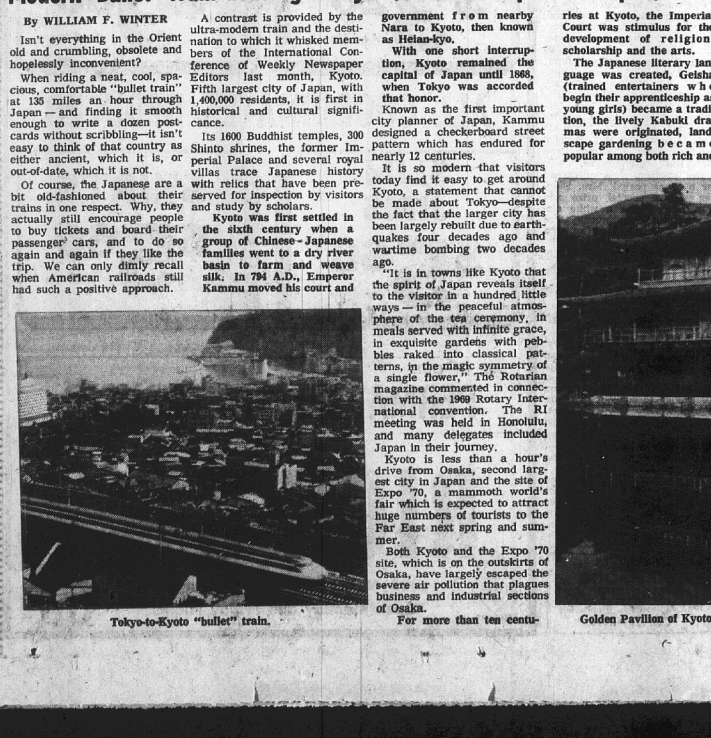 By WILLIAM F. WINTER
Isn't everything in the Orient
old and crumbling, obsolete and
hopelessly inconvenient?
When riding a neat, cool, spa-
cious, comfortable "bullet train"
at 135 miles an hour through
Japan — and finding it smooth
enough to write a dozen post-
cards without scribbling—it isn't
easy to think of that country as
either ancient, which it is, or
out-of-date, which it is not.
Of course, the Japanese are a
bit old-fashioned about their
trains in one respect. Why, they
actually still encourage people
to buy tickets and board their
passenger cars, and to do so
again and again if they like the
trip. We can only dimly recall
when American railroads still
had such a positive approach.
A contrast is provided by the
ultra-modern train and the desti-
nation to which it whisked mem-
bers of the International Con-
ference of Weekly Newspaper
Editors last month, Kyoto.
Fifth largest city of Japan, with
1,400,000 residents, it is first in
historical and cultural signifi-
cance.
Its 1600 Buddhist temples, 300
Shinto shrines, the former Im-
perial Palace and several royal
villas trace Japanese history
with relics that have been pre-
served for inspection by visitors
and study by scholars.
Kyoto was first settled in
the sixth century when a
group of Chinese-Japanese
families went to a dry river
basin to farm and weave
silk. In 794 A.D., Emperor
Kammu moved his court and
government from nearby
Nara to Kyoto, then known
as Heian-kyo.
With one short interrup-
tion, Kyoto remained the
capital of Japan until 1868,
when Tokyo was accorded
that honor.
Known as the first important
city planner of Japan, Kammu
designed a checkerboard street
pattern which has endured for
nearly 12 centuries.
It is so modern that visitors
today find it easy to get around
Kyoto, a statement that cannot
be made about Tokyo—despite
the fact that the larger city has
been largely rebuilt due to earth-
quakes four decades ago and
wartime bombing two decades
ago.
"It is in towns like Kyoto that
the spirit of Japan reveals itself
to the visitor in a hundred little
ways — in the peaceful atmos-
phere of the tea ceremony, in
meals served with infinite grace,
in exquisite gardens with peb-
bles raked into classical pat-
terns, in the magic symmetry of
a single flower," The Rotarian
magazine commented in connec-
tion with the 1969 Rotary Inter-
national convention. The RI
meeting was held in Honolulu,
and many delegates included
Japan in their journey.
Kyoto is less than a hour's
drive from Osaka, second larg-
est city in Japan and the site of
Expo '70, a mammoth world's
fair which is expected to attract
huge numbers of tourists to the
Far East next spring and sum-
mer.
Both Kyoto and the Expo '70
site, which is on the outskirts of
Osaka, have largely escaped the
severe air pollution that plagues
business and industrial sections
of Osaka.
For more than ten centu-
ries at Kyoto, the Imperia
Court was stimulus for the
development of religion
scholarship and the arts.
The Japanese literary lan
guage was created, Geisha
(trained entertainers who
begin their apprenticeship as
young girls) became a tradi
tion, the lively Kabuki dra
mas were originated, land
scape gardening became
popular among both rich and
Tokyo-to-Kyoto "bullet" train.
Golden Pavilion of Kyoto